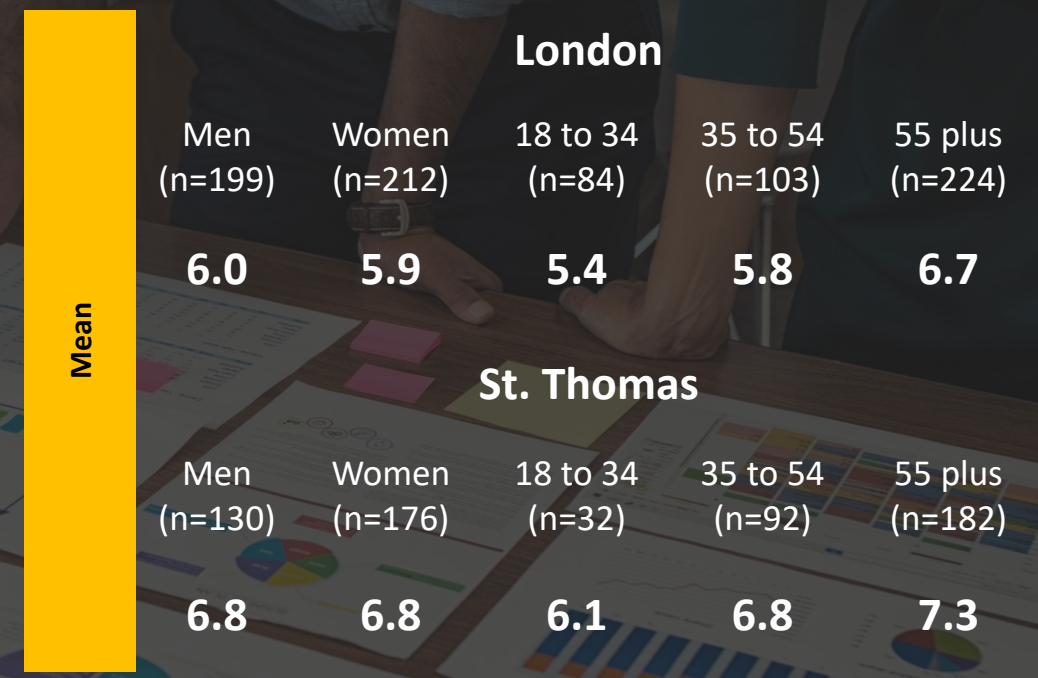 London
Men Women 18 to 34 35 to 54 55 plus
(n=199) (n=212) (n=84) (n=103) (n=224)
6.0 5.9 5.4 5.8 6.7
Mean
St. Thomas
Men Women 18 to 34 35 to 54 55 plus
(n=130) (n=176) (n=32) (n=92) (n=182)
6.8 6.8 6.1 6.8 7.3